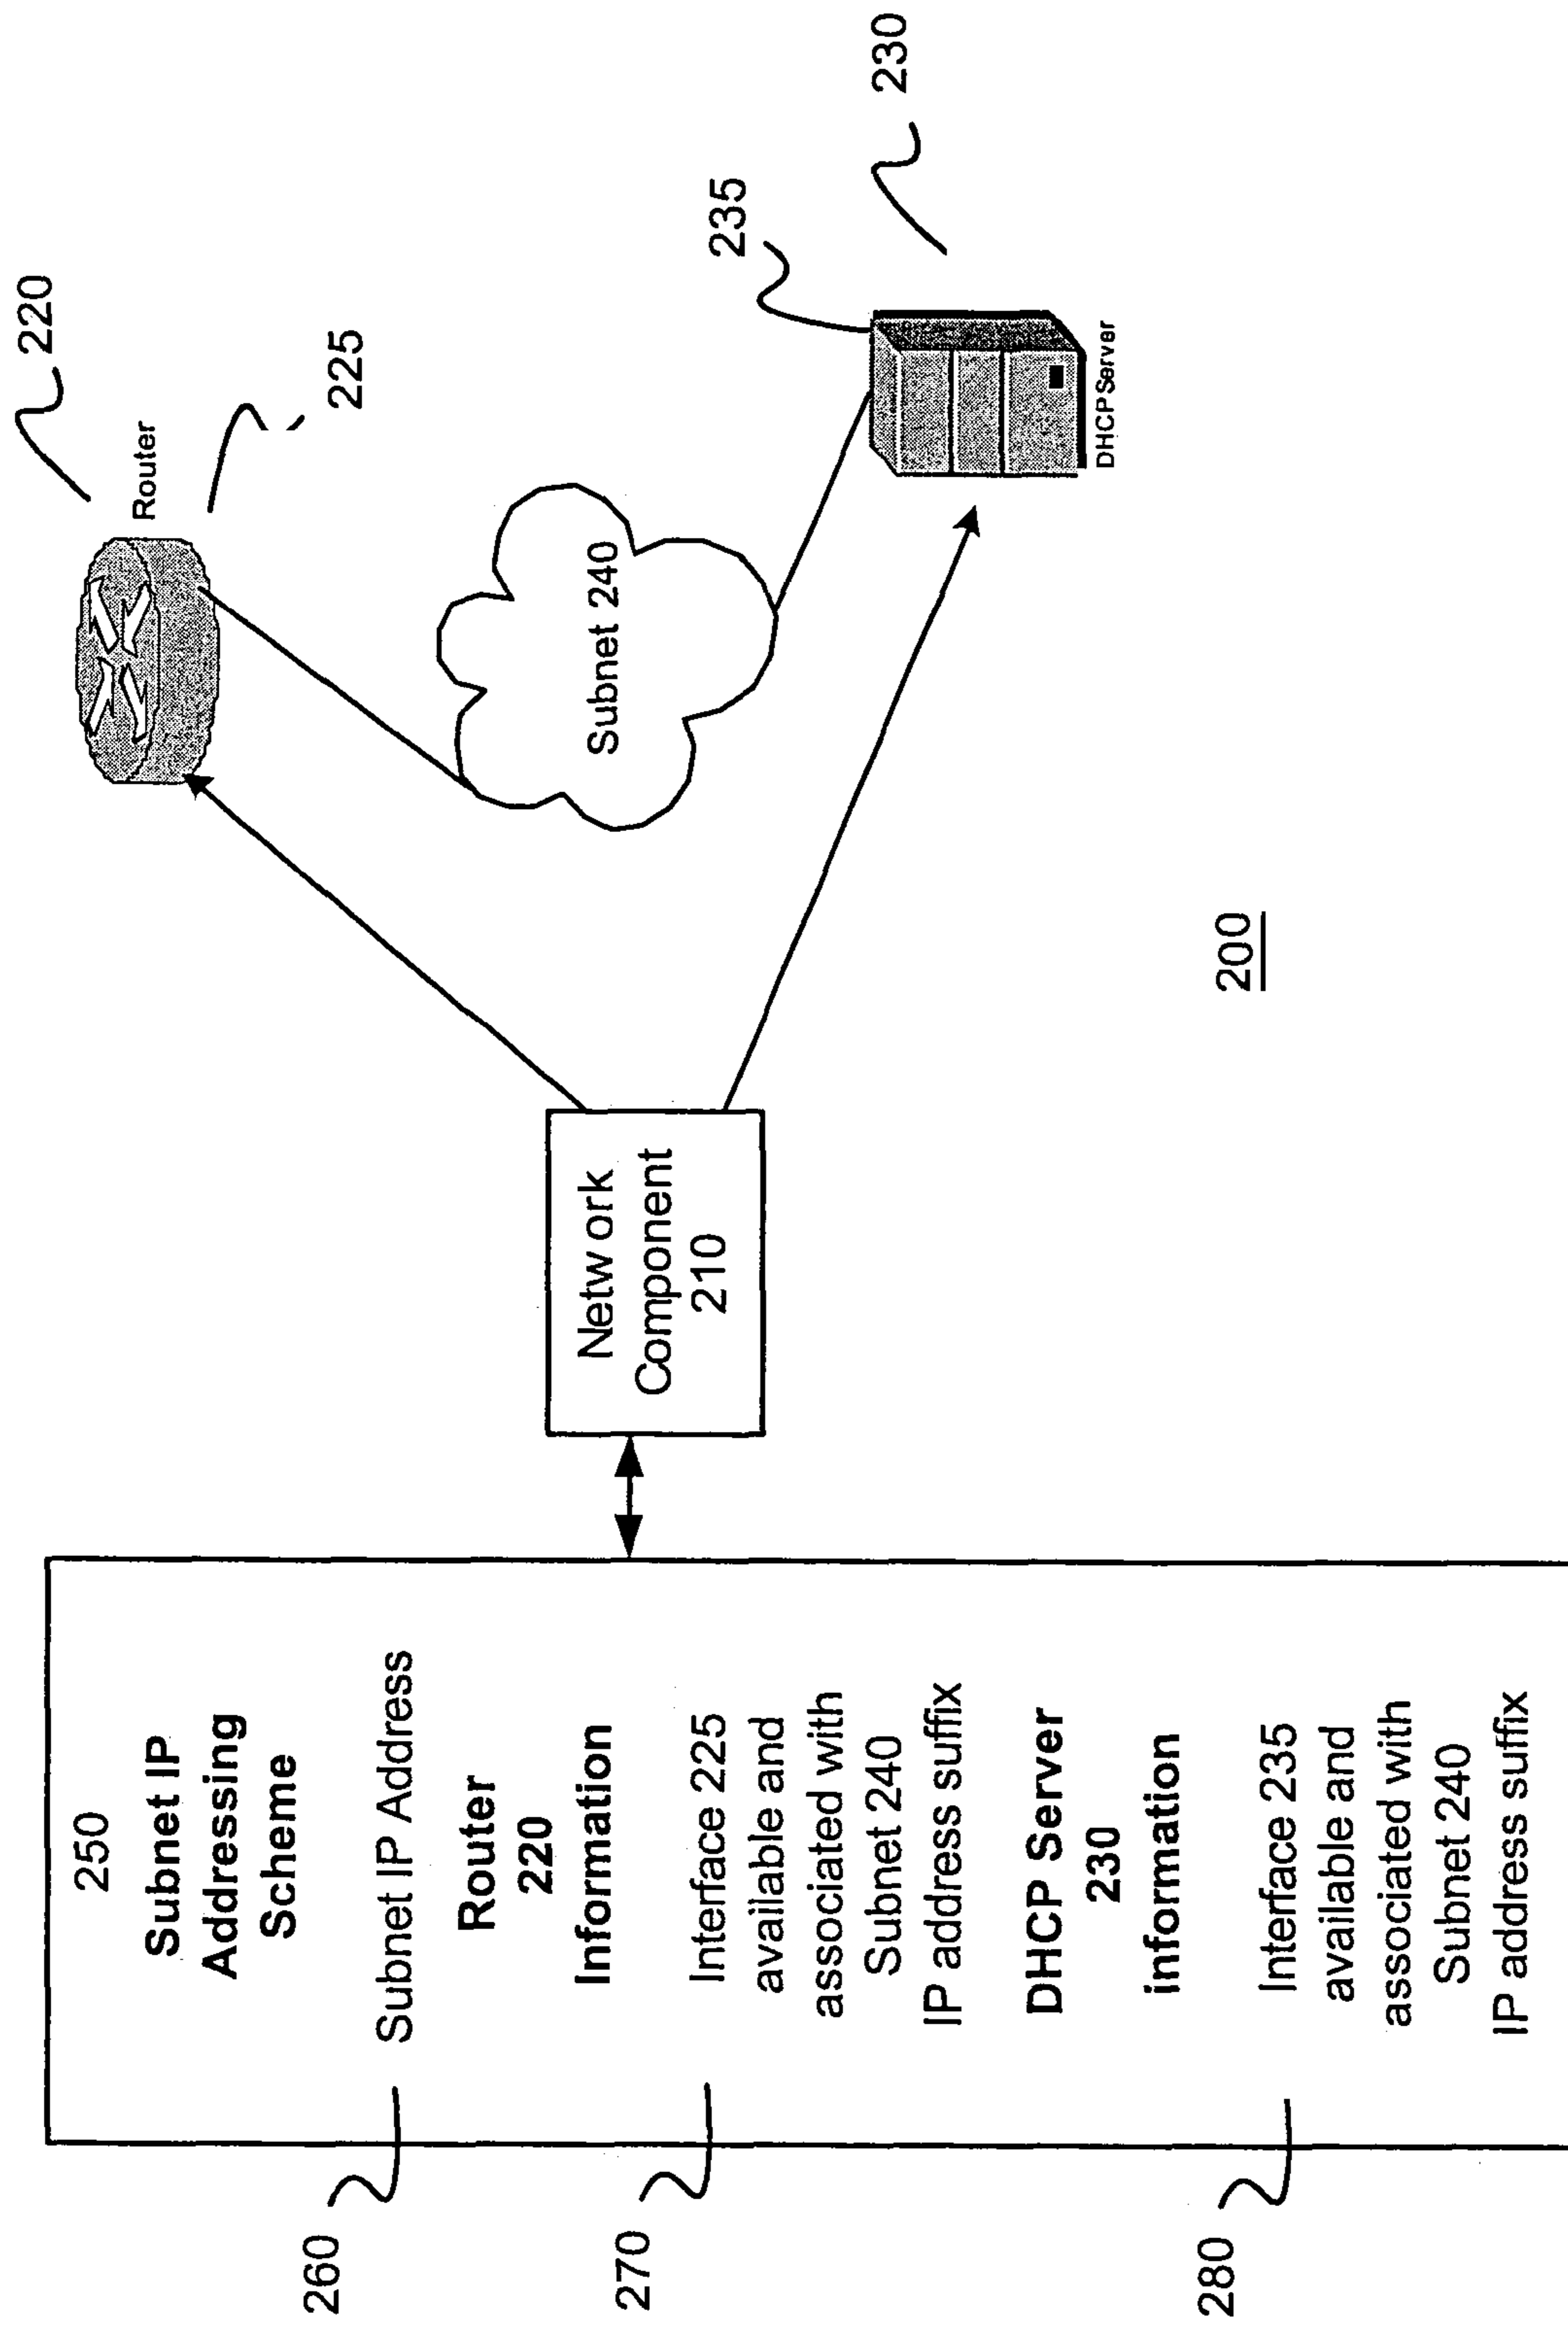 250
Subnet IP
Addressing
Scheme
260
Subnet IP Address
Router
220
Information
270
Interface 225
available and
associated with
Subnet 240
IP address suffix
DHCP Server
230
information
280
Interface 235
available and
associated with
Subnet 240
IP address suffix
Network
Component
210
220
Router
225
Subnet 240
235
230
DHCP Server
200